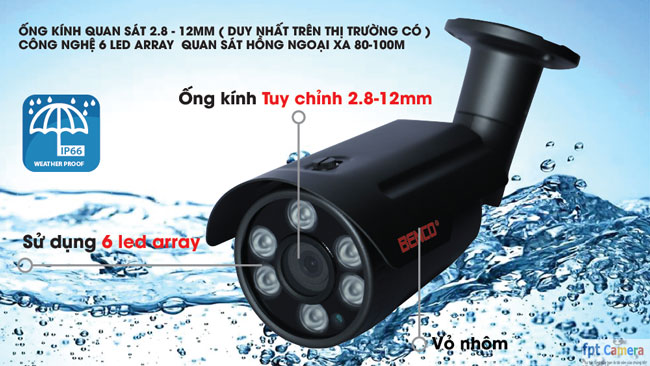 ỐNG KÍNH QUAN SÁT 2.8 - 12MM ( DUY NHẤT TRÊN THỊ TRƯỜNG CÓ )
CÔNG NGHỆ 6 LED ARRAY QUAN SÁT HỒNG NGOẠI XA 80-100M
Ống kính Tuy chỉnh 2.8-12mm
IP66
WEATHER PROOF
BEMCO
Sử dụng 6 led array
Vỏ nhôm
fpt Camera